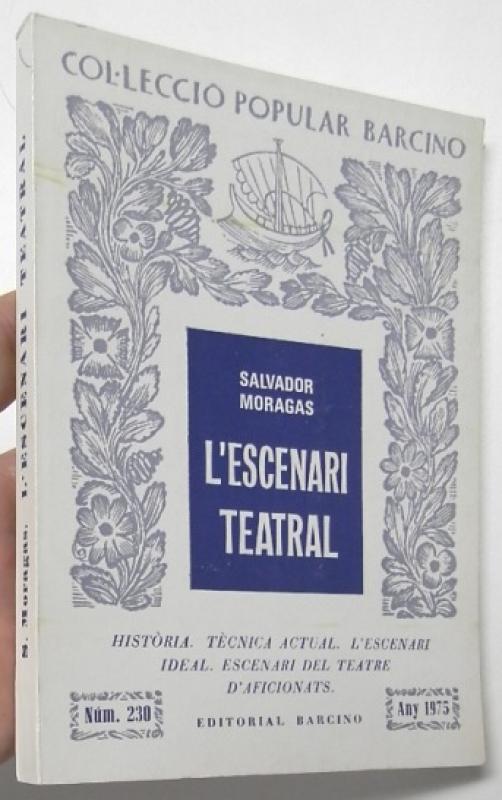 COL·LECCIÓ POPULAR BARCINO
SALVADOR
MORAGAS
L'ESCENARI
TEATRAL
HISTÒRIA. TÈCNICA ACTUAL. L'ESCENARI
IDEAL. ESCENARI DEL TEATRE
D'AFICIONATS.
Núm. 230
EDITORIAL BARCINO
Any 1975
S. Moragas. L'ESCENARI TEATRAL